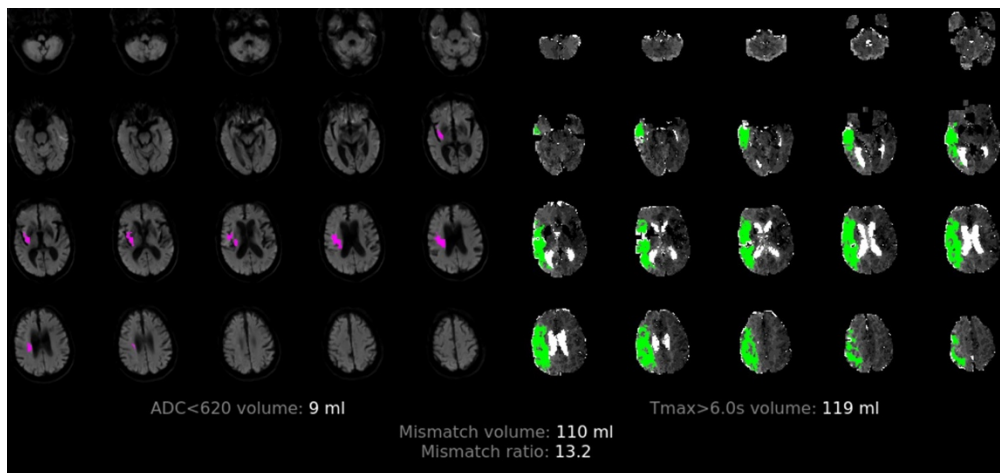 ADC<620 volume: 9 ml
Tmax>6.0s volume: 119 ml
Mismatch volume: 110 ml
Mismatch ratio: 13.2